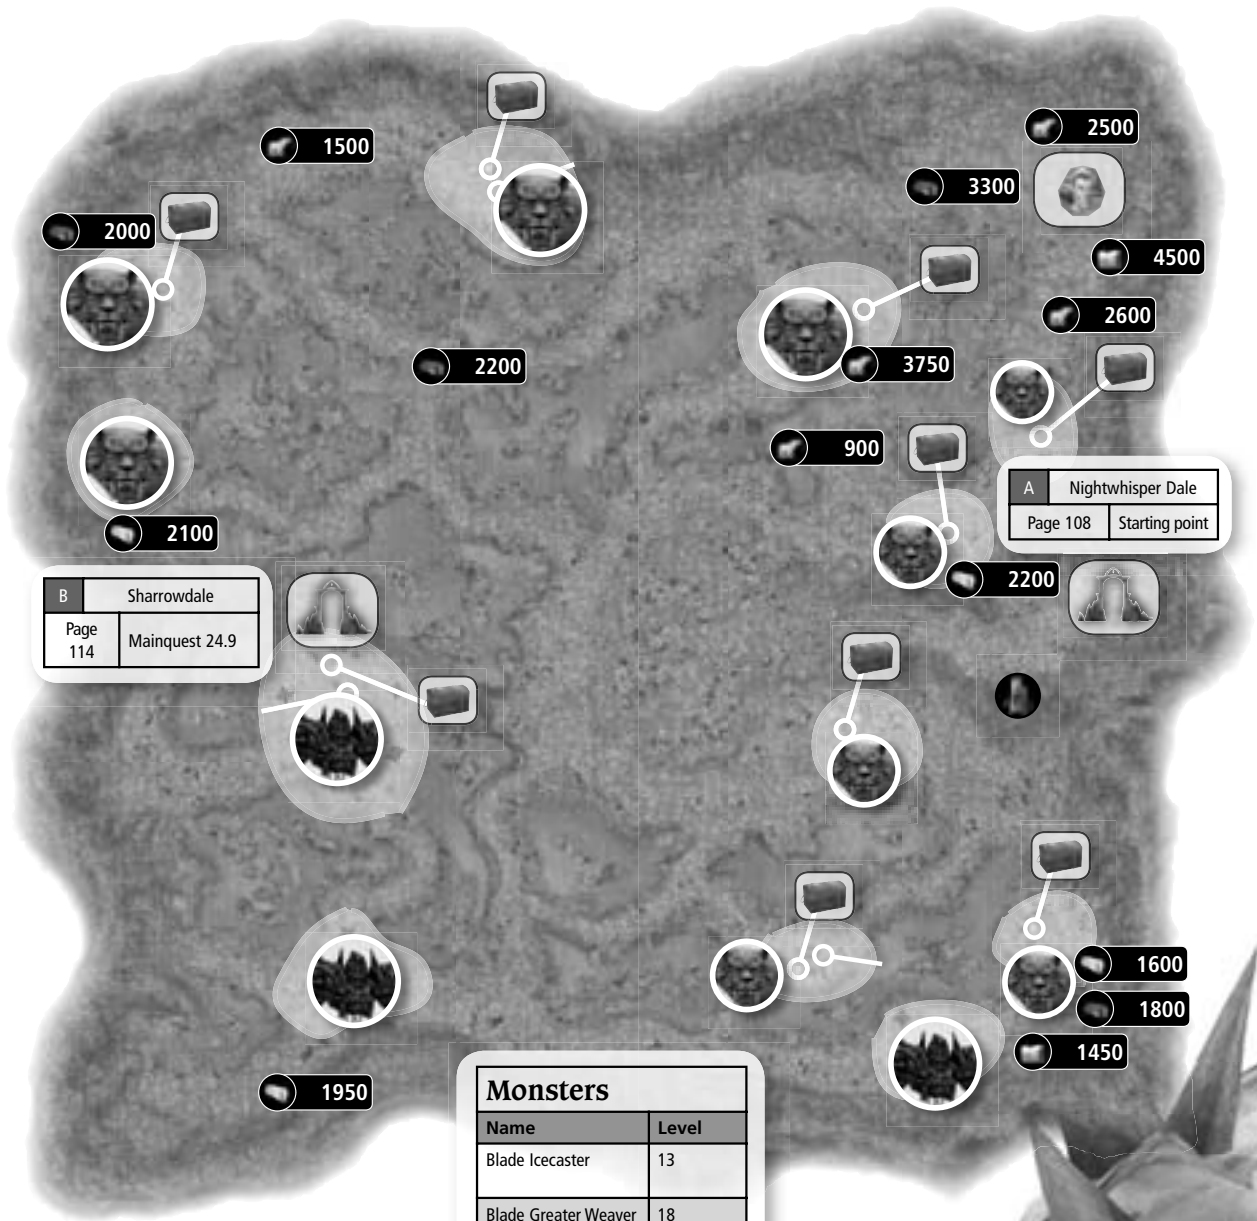 2500
1500
3300
2000
4500
2600
3750
2200
900
A Nightwhisper Dale
Page 108 Starting point
2100
2200
B Sharrowdale
Page
114
Mainquest 24.9
1600
1800
1450
1950
Monsters
Name Level
Blade Icecaster 13
Blade Greater Weaver 18